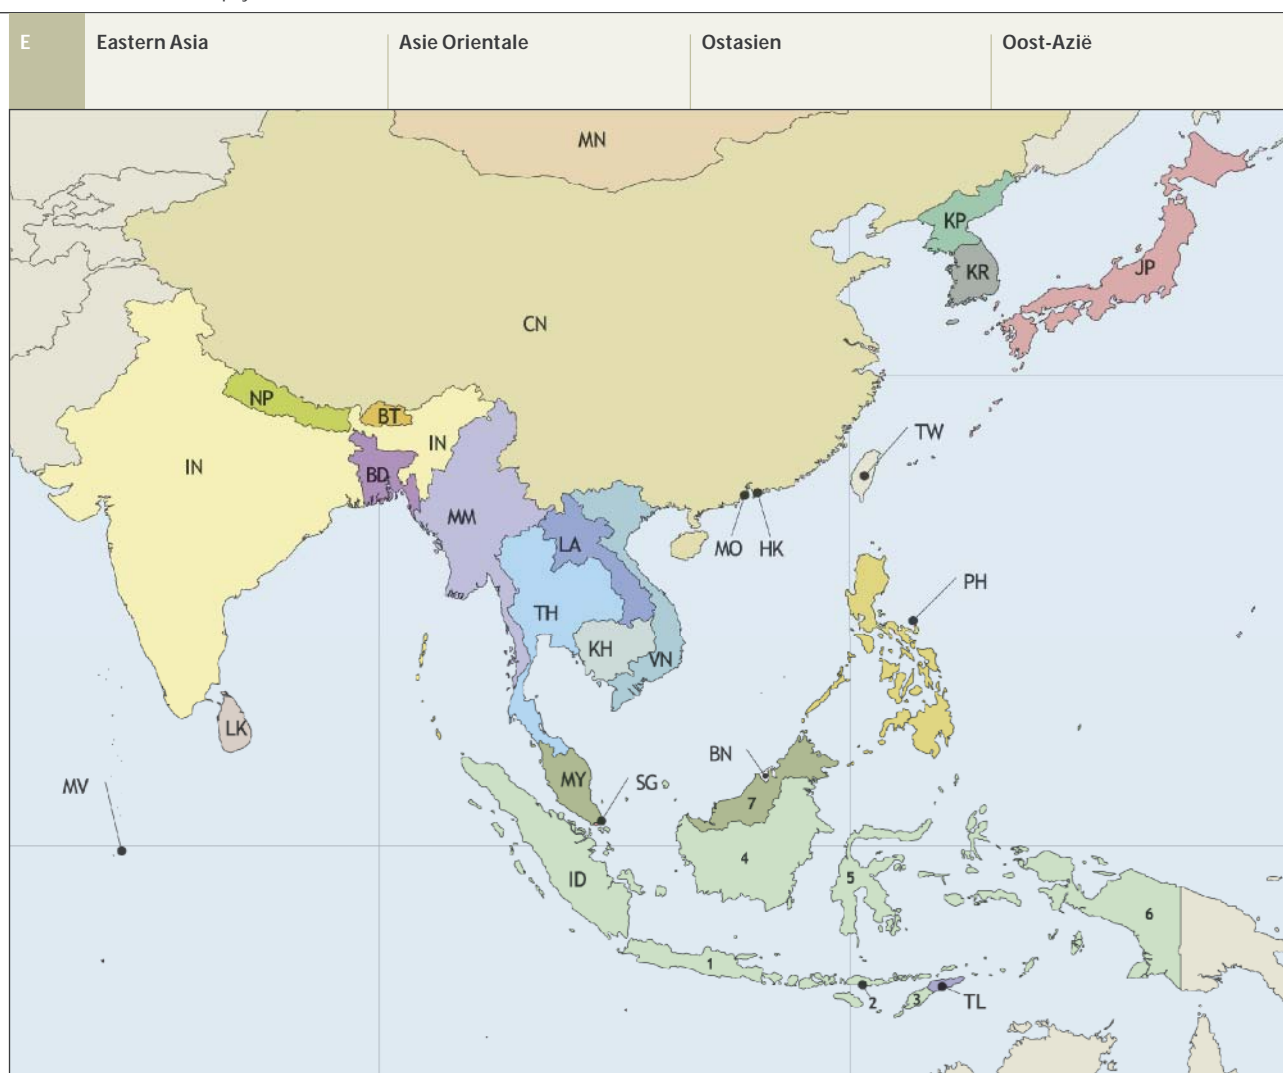 E Eastern Asia Asie Orientale Ostasien Oost-Azië
MN
KP
KR
JP
CN
NP
BT
IN
IN
BD
TW
MM
LA
MO HK
PH
TH
KH
VN
LK
BN
MV
MY
SG
7
4
ID
5
6
1
2
3
TL